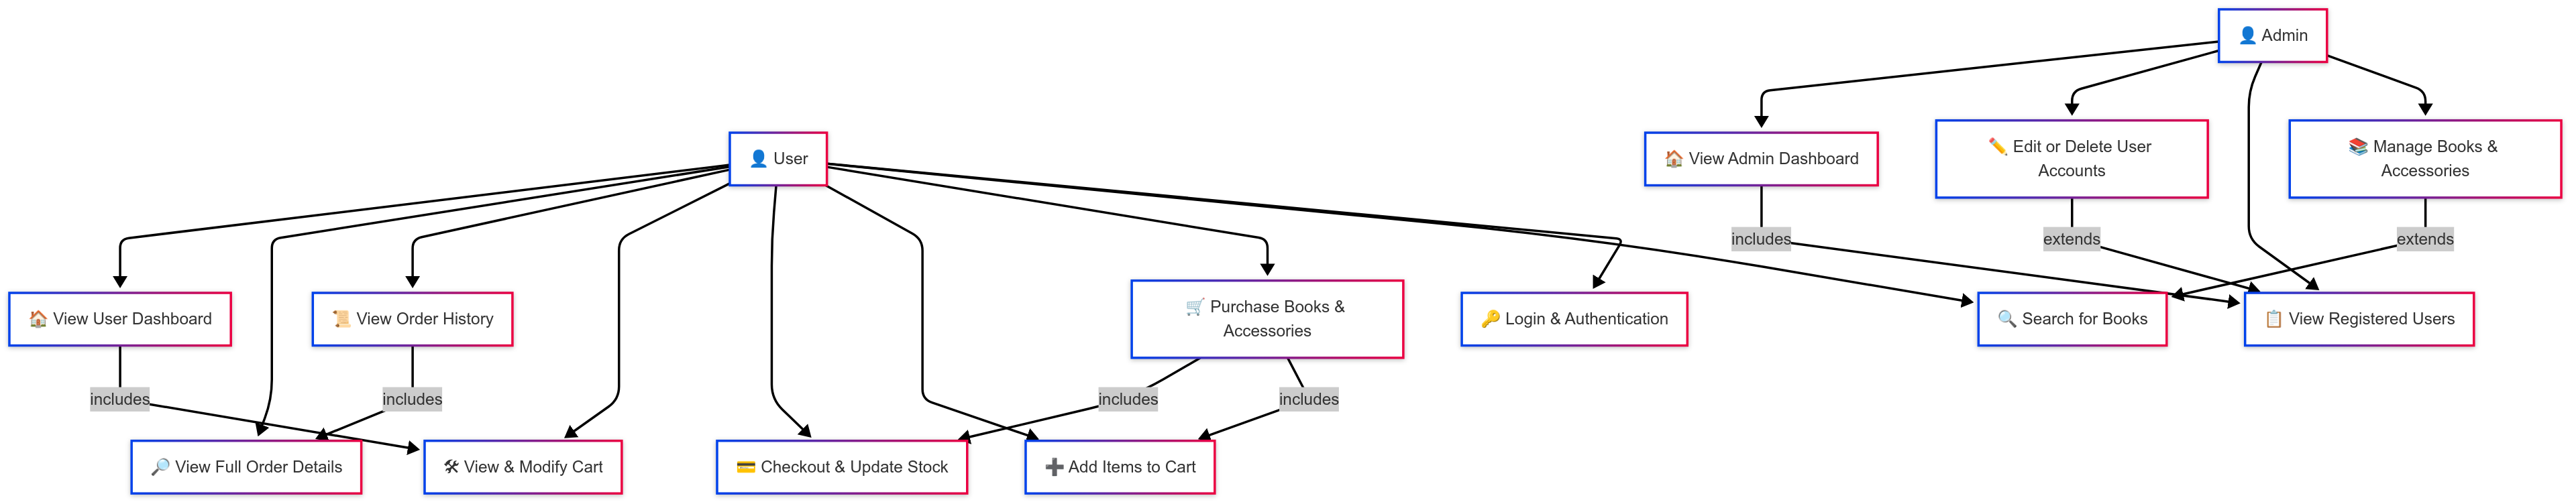 👤 Admin
👤 User
🏠 View Admin Dashboard
✏️ Edit or Delete User
Accounts
📚 Manage Books &
Accessories
includes
extends
extends
🏠 View User Dashboard
📜 View Order History
🛒 Purchase Books &
Accessories
🔑 Login & Authentication
🔍 Search for Books
📋 View Registered Users
includes
includes
includes
includes
🔎 View Full Order Details
🛠 View & Modify Cart
💳 Checkout & Update Stock
➕ Add Items to Cart